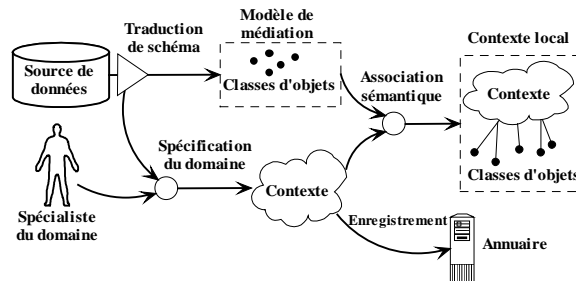 Traduction
de schéma
Modèle de
médiation
Contexte local
Source de
données
Classes d'objets
Association
sémantique
Contexte
Spécification
du domaine
Contexte
Classes d'objets
Spécialiste
du domaine
Enregistrement
Annuaire